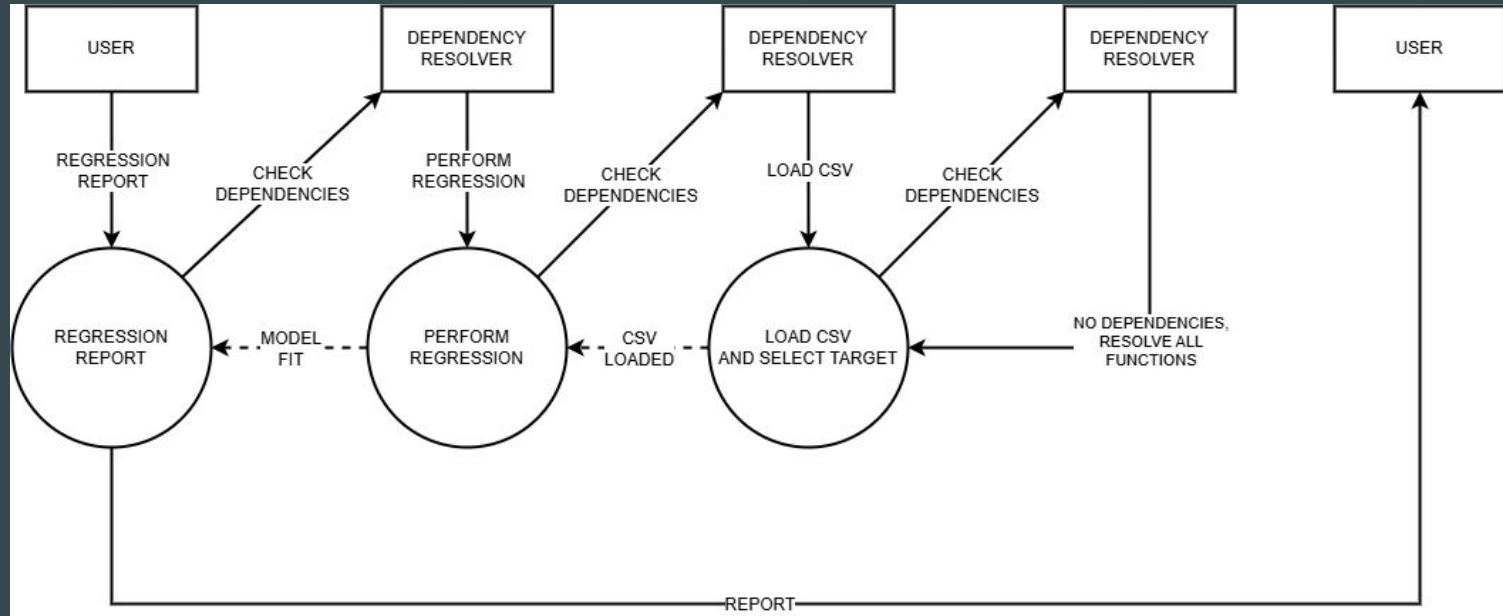 USER
DEPENDENCY
RESOLVER
DEPENDENCY
RESOLVER
DEPENDENCY
RESOLVER
USER
REGRESSION
REPORT
CHECK
DEPENDENCIES
PERFORM
REGRESSION
CHECK
DEPENDENCIES
LOAD CSV
CHECK
DEPENDENCIES
REGRESSION
REPORT
MODEL
FIT
PERFORM
REGRESSION
CSV
LOADED
LOAD CSV
AND SELECT TARGET
NO DEPENDENCIES,
RESOLVE ALL
FUNCTIONS
REPORT